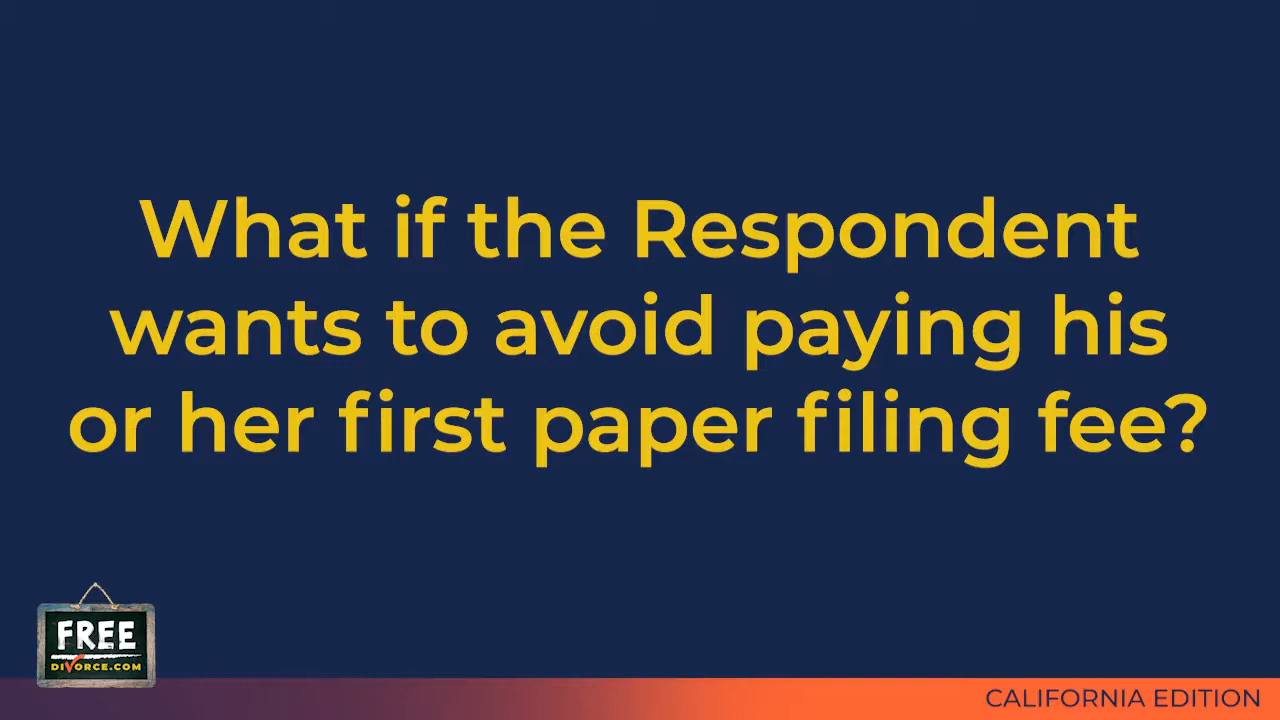 What if the Respondent
wants to avoid paying his
or her first paper filing fee?
FREE
DIVORCE.COM
CALIFORNIA EDITION